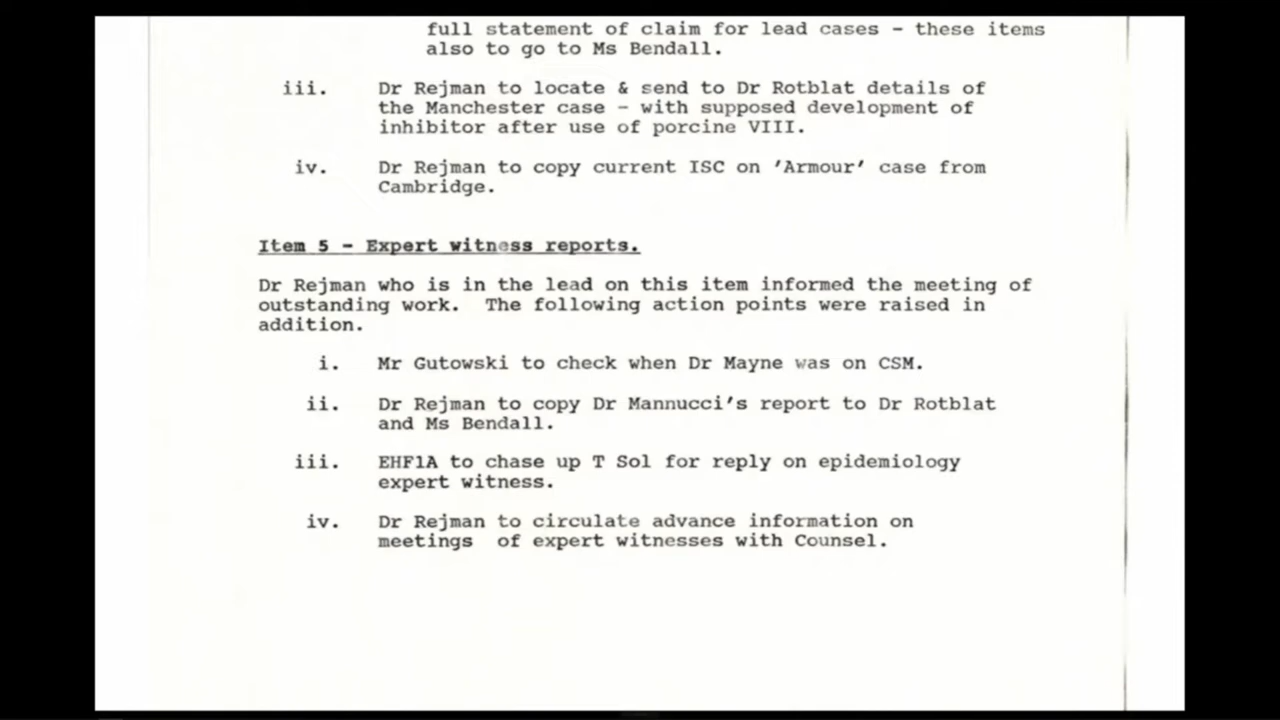 full statement of claim for lead cases - these items
also to go to Ms Bendall.
iii. Dr Rejman to locate & send to Dr Rotblat details of
the Manchester case - with supposed development of
inhibitor after use of porcine VIII.
iv. Dr Rejman to copy current ISC on 'Armour' case from
Cambridge.
Item 5 - Expert witness reports.
Dr Rejman who is in the lead on this item informed the meeting of
outstanding work. The following action points were raised in
addition.
i. Mr Gutowski to check when Dr Mayne was on CSM.
ii. Dr Rejman to copy Dr Mannucci's report to Dr Rotblat
and Ms Bendall.
iii. EHF1A to chase up T Sol for reply on epidemiology
expert witness.
iv. Dr Rejman to circulate advance information on
meetings of expert witnesses with Counsel.